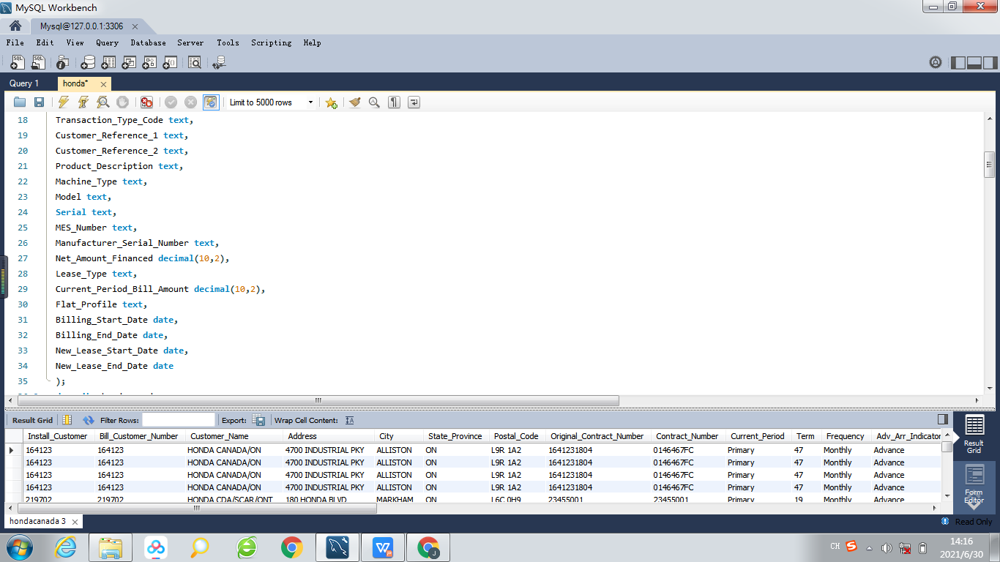 MySQL Workbench
Mysql@127.0.0.1:3306
File Edit View Query Database Server Tools Scripting Help
Query 1 honda*
Limit to 5000 rows
18 Transaction_Type_Code text,
19 Customer_Reference_1 text,
20 Customer_Reference_2 text,
21 Product_Description text,
22 Machine_Type text,
23 Model text,
24 Serial text,
25 MES_Number text,
26 Manufacturer_Serial_Number text,
27 Net_Amount_Financed decimal(10,2),
28 Lease_Type text,
29 Current_Period_Bill_Amount decimal(10,2),
30 Flat_Profile text,
31 Billing_Start_Date date,
32 Billing_End_Date date,
33 New_Lease_Start_Date date,
34 New_Lease_End_Date date
35 );
Result Grid Filter Rows: Export: Wrap Cell Content:
Install_Customer Bill_Customer_Number Customer_Name Address City State_Province Postal_Code Original_Contract_Number Contract_Number Current_Period Term Frequency Adv_Arr_Indicator
164123 164123 HONDA CANADA/ON 4700 INDUSTRIAL PKY ALLISTON ON L9R 1A2 1641231804 0146467FC Primary 47 Monthly Advance
164123 164123 HONDA CANADA/ON 4700 INDUSTRIAL PKY ALLISTON ON L9R 1A2 1641231804 0146467FC Primary 47 Monthly Advance
164123 164123 HONDA CANADA/ON 4700 INDUSTRIAL PKY ALLISTON ON L9R 1A2 1641231804 0146467FC Primary 47 Monthly Advance
164123 164123 HONDA CANADA/ON 4700 INDUSTRIAL PKY ALLISTON ON L9R 1A2 1641231804 0146467FC Primary 47 Monthly Advance
219702 219702 HONDA CDA/SCAR/ONT 180 HONDA BLVD MARKHAM ON L6C 0H9 23455001 23455001 Primary 19 Monthly Advance
Result
Grid
Form
Editor
hondacanada 3
Read Only
CH
14:16
2021/6/30